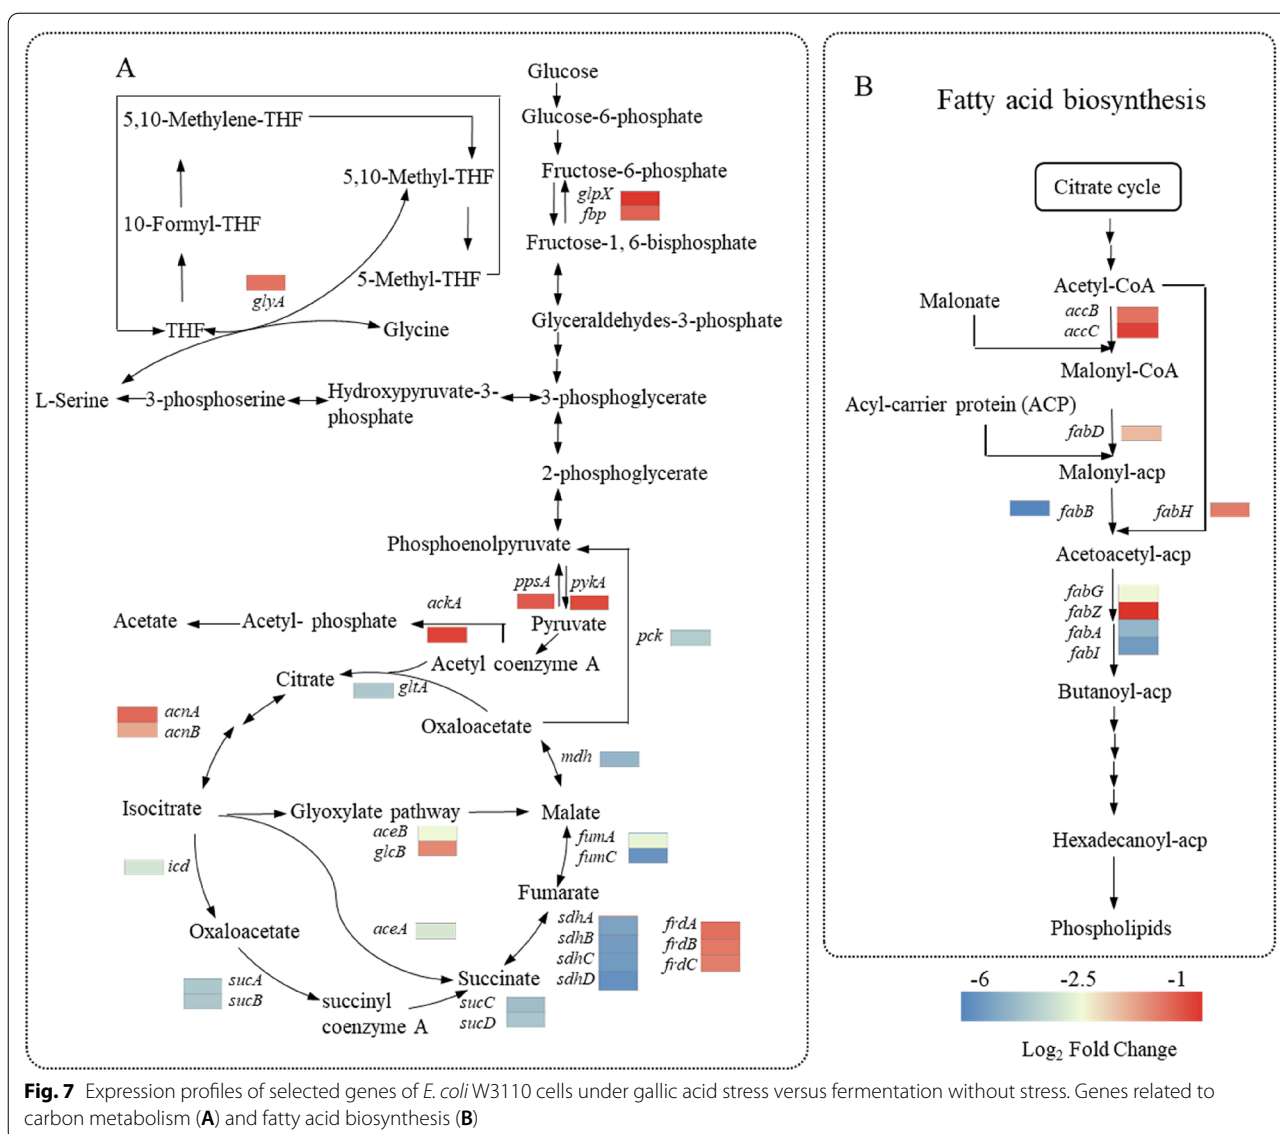 A
Glucose
5,10-Methylene-THF
Glucose-6-phosphate
5,10-Methyl-THF
Fructose-6-phosphate
glpX
fbp
10-Formyl-THF
Fructose-1, 6-bisphosphate
5-Methyl-THF
glyA
THF
Glycine
Glyceraldehydes-3-phosphate
L-Serine
3-phosphoserine
Hydroxypyruvate-3-
phosphate
3-phosphoglycerate
2-phosphoglycerate
Phosphoenolpyruvate
ppsA
pykA
ackA
Acetate
Acetyl- phosphate
Pyruvate
pck
Acetyl coenzyme A
Citrate
gltA
acnA
acnB
Oxaloacetate
mdh
Isocitrate
Glyoxylate pathway
Malate
aceB
glcB
fumA
fumC
icd
Fumarate
Oxaloacetate
aceA
sdhA
sdhB
sdhC
sdhD
frdA
frdB
frdC
sucA
sucB
Succinate
succinyl
coenzyme A
sucC
sucD
B
Fatty acid biosynthesis
Citrate cycle
Acetyl-CoA
Malonate
accB
accC
Malonyl-CoA
Acyl-carrier protein (ACP)
fabD
Malonyl-acp
fabB
fabH
Acetoacetyl-acp
fabG
fabZ
fabA
fabI
Butanoyl-acp
Hexadecanoyl-acp
Phospholipids
-6 -2.5 -1
Log2 Fold Change
Fig. 7 Expression profiles of selected genes of E. coli W3110 cells under gallic acid stress versus fermentation without stress. Genes related to
carbon metabolism (A) and fatty acid biosynthesis (B)